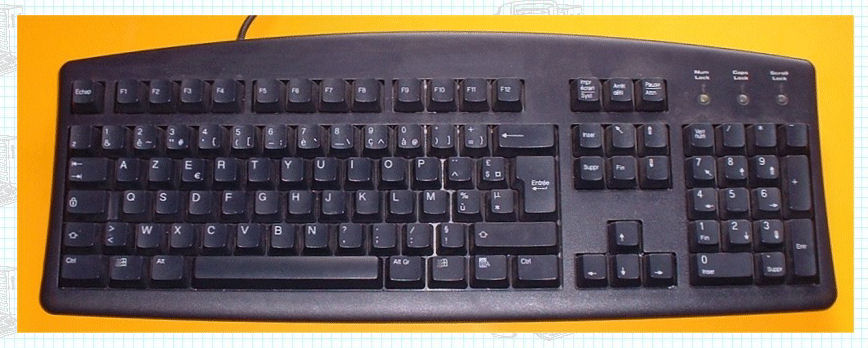 Num Lock Caps Lock Scroll Lock
Echap F1 F2 F3 F4 F5 F6 F7 F8 F9 F10 F11 F12 Impr écran Syst Arrêt défil Pause Attn
² 1 & 2 é ~ 3 " # 4 ' { 5 ( [ 6 - | 7 è ` 8 _ \ 9 ç ^ 0 à @ ° ) ] + = } Inser Verr num / * -
A Z E € R T Y U I O P ¨ ^ £ $ ¤ Entrée Suppr Fin 7 8 9 +
Q S D F G H J K L M % ù µ * 4 5 6
> < W X C V B N ? , . ; / : § ! 1 Fin 2 3 Entr
Ctrl Alt Alt Gr Ctrl 0 Inser . Suppr